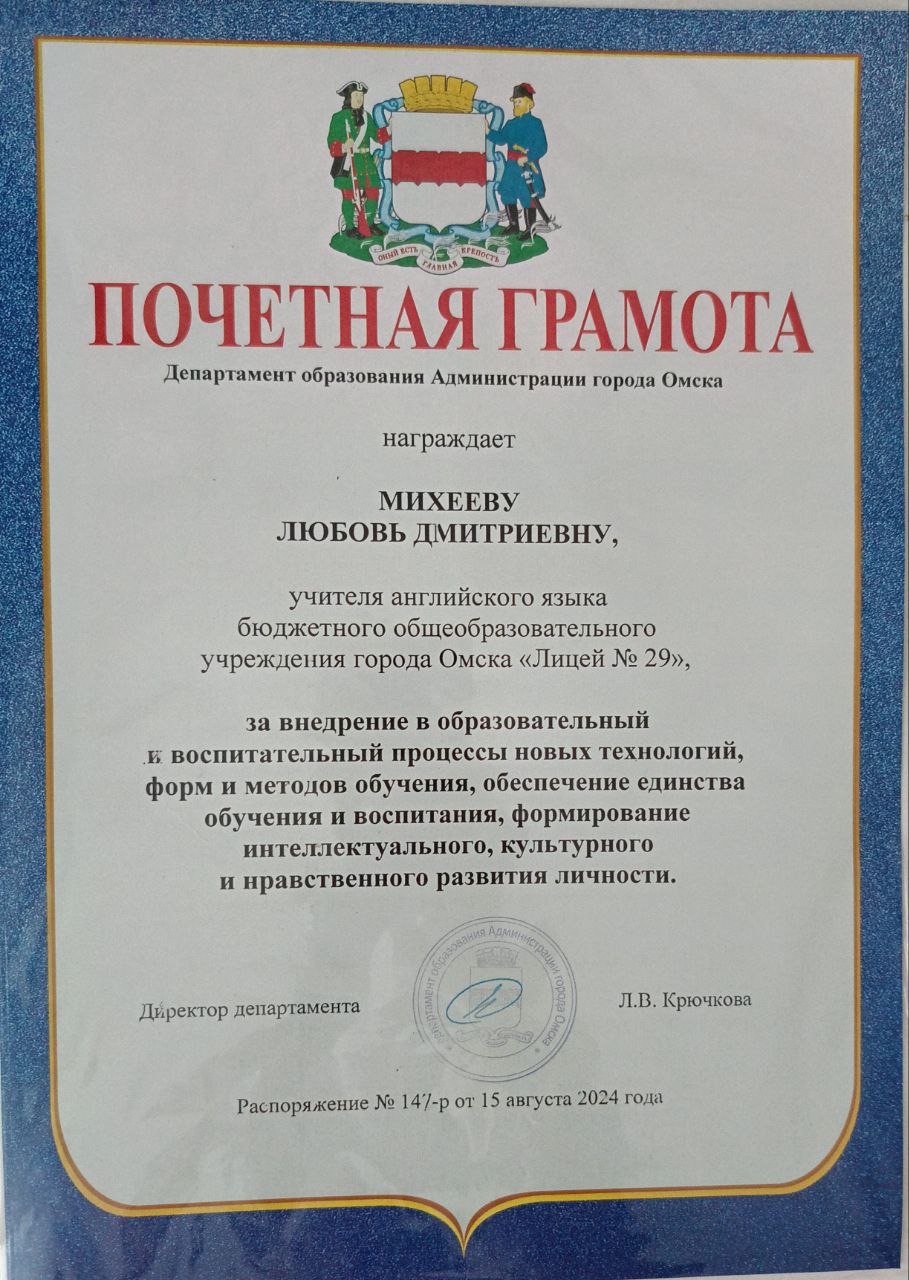 ОНЫЙ ЕСТЬ ГЛАВНАЯ КРЕПОСТЬ
ПОЧЕТНАЯ ГРАМОТА
Департамент образования Администрации города Омска
награждает
МИХЕЕВУ
ЛЮБОВЬ ДМИТРИЕВНУ,
учителя английского языка
бюджетного общеобразовательного
учреждения города Омска «Лицей № 29»,
за внедрение в образовательный
и воспитательный процессы новых технологий,
форм и методов обучения, обеспечение единства
обучения и воспитания, формирование
интеллектуального, культурного
и нравственного развития личности.
Департамент образования Администрации города Омска
Директор департамента
Л.В. Крючкова
Распоряжение № 147-р от 15 августа 2024 года